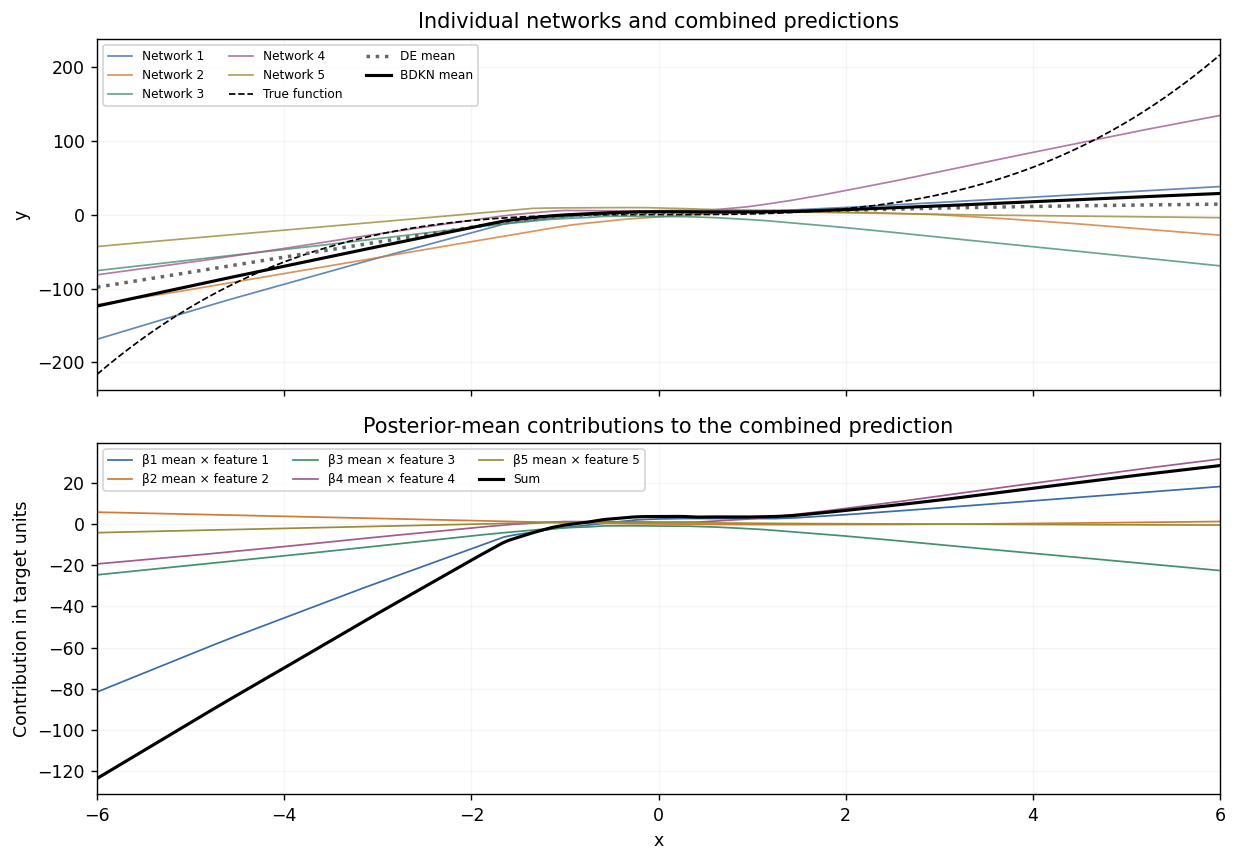 Individual networks and combined predictions
Network 1
Network 2
Network 3
Network 4
Network 5
True function
DE mean
BDKN mean
200
100
0
−100
−200
y
Posterior-mean contributions to the combined prediction
β1 mean × feature 1
β2 mean × feature 2
β3 mean × feature 3
β4 mean × feature 4
β5 mean × feature 5
Sum
20
0
−20
−40
−60
−80
−100
−120
Contribution in target units
−6 −4 −2 0 2 4 6
x